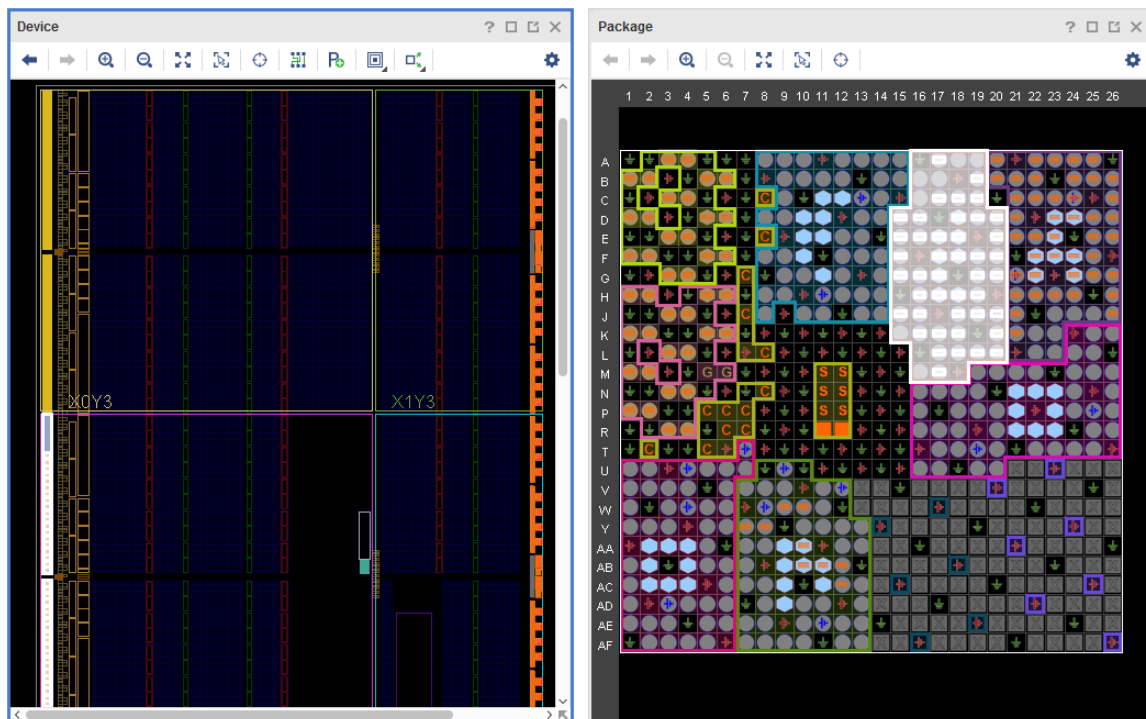 Device
X0Y3
X1Y3
Package
1 2 3 4 5 6 7 8 9 10 11 12 13 14 15 16 17 18 19 20 21 22 23 24 25 26
A
B
C C
D
E C
F
G C
H
J C
K
L C
M G G S S
N C S S
P C C C S S
R C C
T C C C
U
V
W
Y
AA
AB
AC
AD
AE
AF